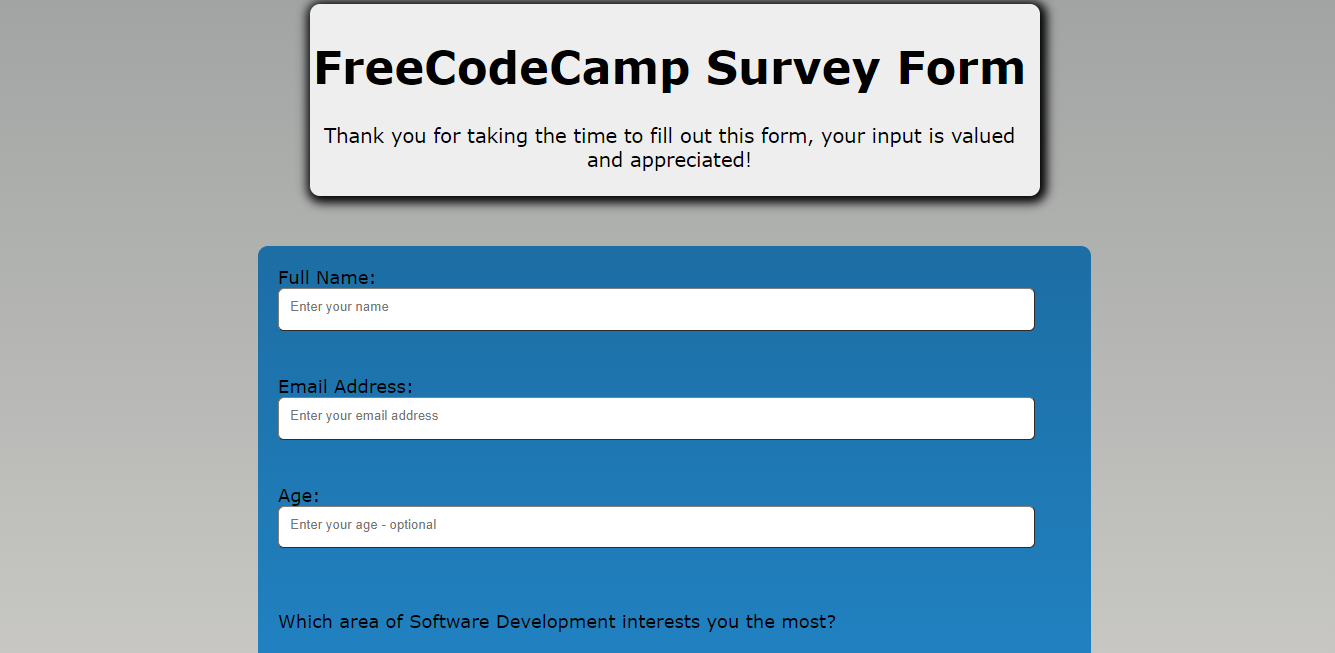 FreeCodeCamp Survey Form
Thank you for taking the time to fill out this form, your input is valued
and appreciated!
Full Name:
Enter your name
Email Address:
Enter your email address
Age:
Enter your age - optional
Which area of Software Development interests you the most?